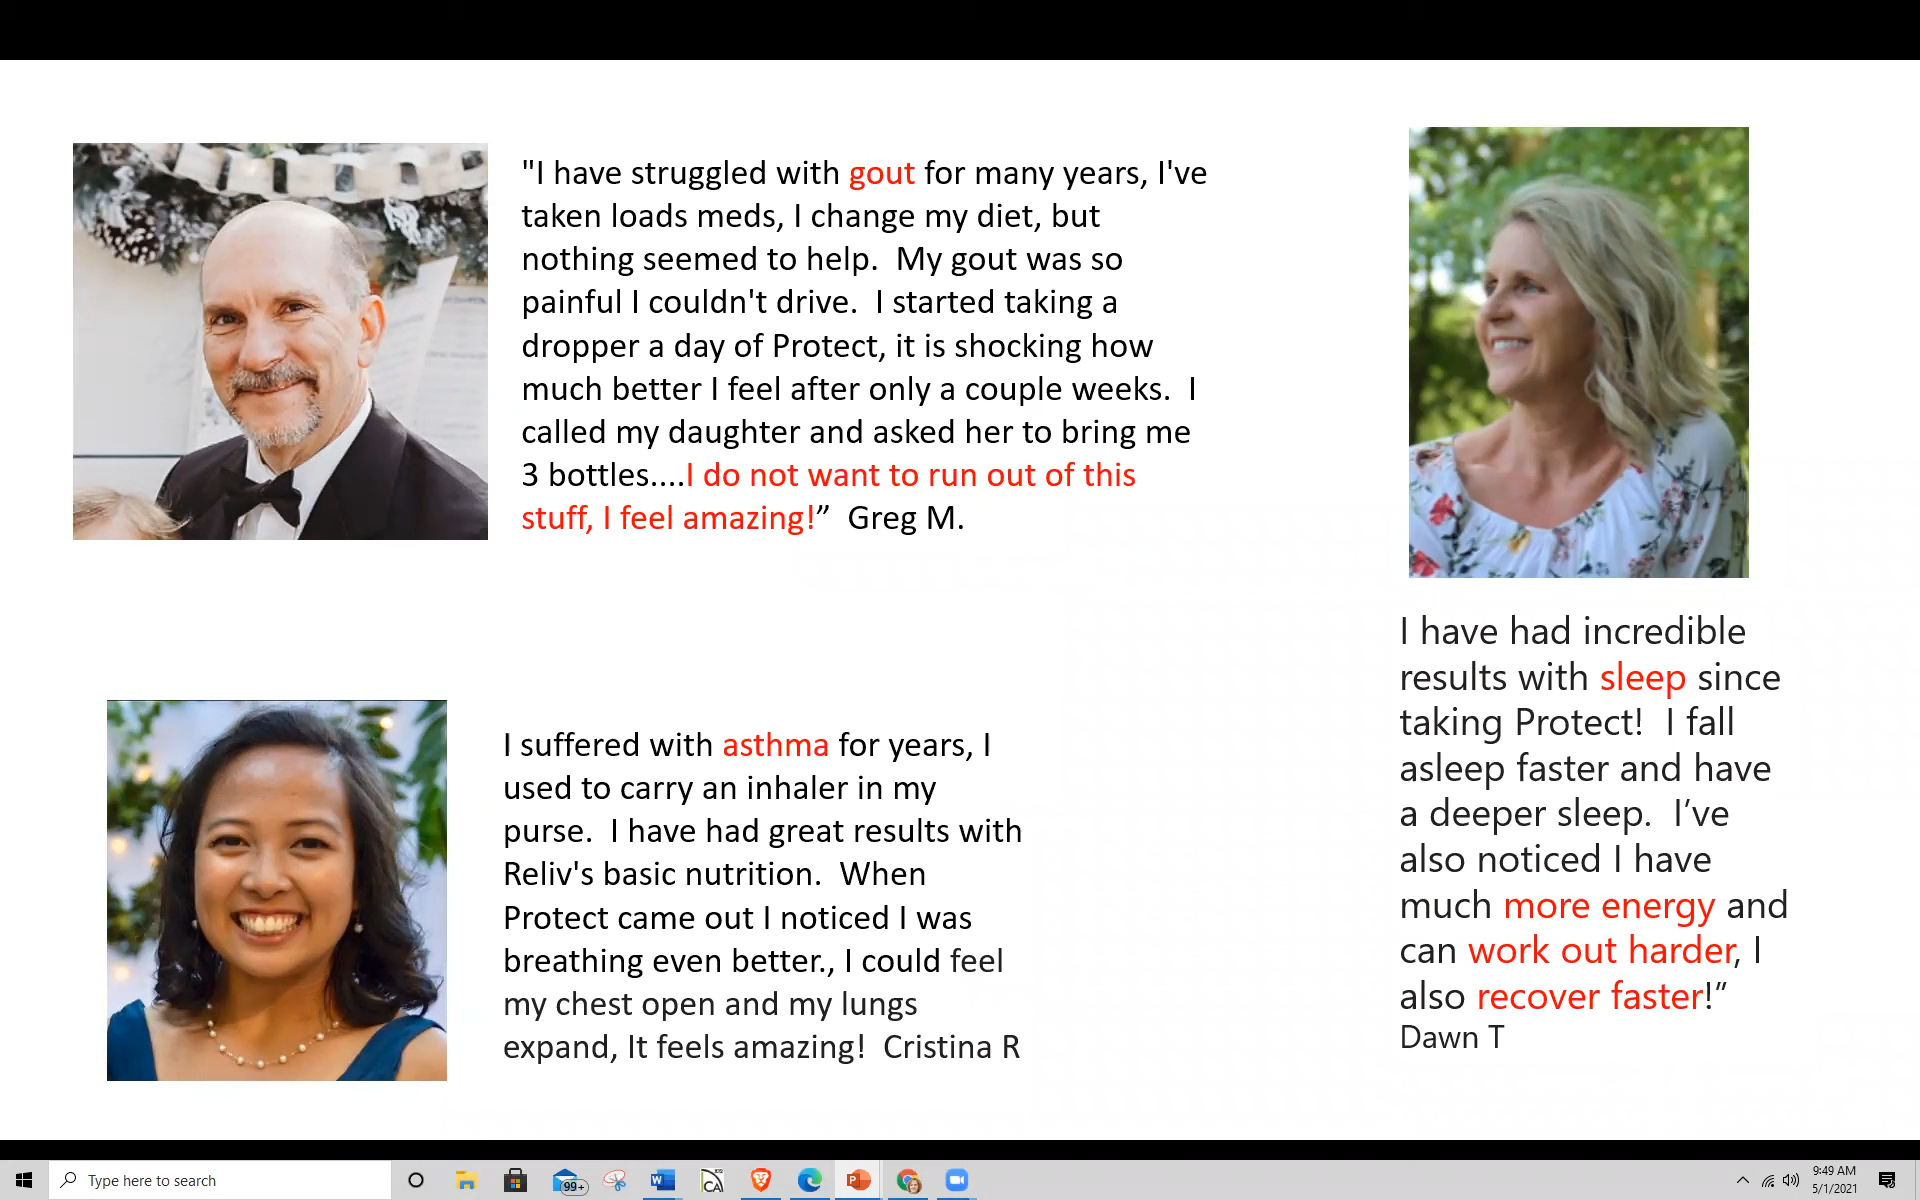 "I have struggled with gout for many years, I've
taken loads meds, I change my diet, but
nothing seemed to help.  My gout was so
painful I couldn't drive.  I started taking a
dropper a day of Protect, it is shocking how
much better I feel after only a couple weeks.  I
called my daughter and asked her to bring me
3 bottles....I do not want to run out of this
stuff, I feel amazing!”  Greg M.
I suffered with asthma for years, I
used to carry an inhaler in my
purse.  I have had great results with
Reliv's basic nutrition.  When
Protect came out I noticed I was
breathing even better., I could feel
my chest open and my lungs
expand, It feels amazing!  Cristina R
I have had incredible
results with sleep since
taking Protect!  I fall
asleep faster and have
a deeper sleep.  I’ve
also noticed I have
much more energy and
can work out harder, I
also recover faster!”
Dawn T
Type here to search
99+
W
CA
P
9:49 AM
5/1/2021